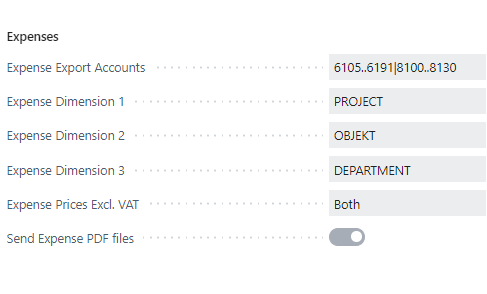 Expenses
Expense Export Accounts 6105..6191|8100..8130
Expense Dimension 1 PROJECT
Expense Dimension 2 OBJEKT
Expense Dimension 3 DEPARTMENT
Expense Prices Excl. VAT Both
Send Expense PDF files